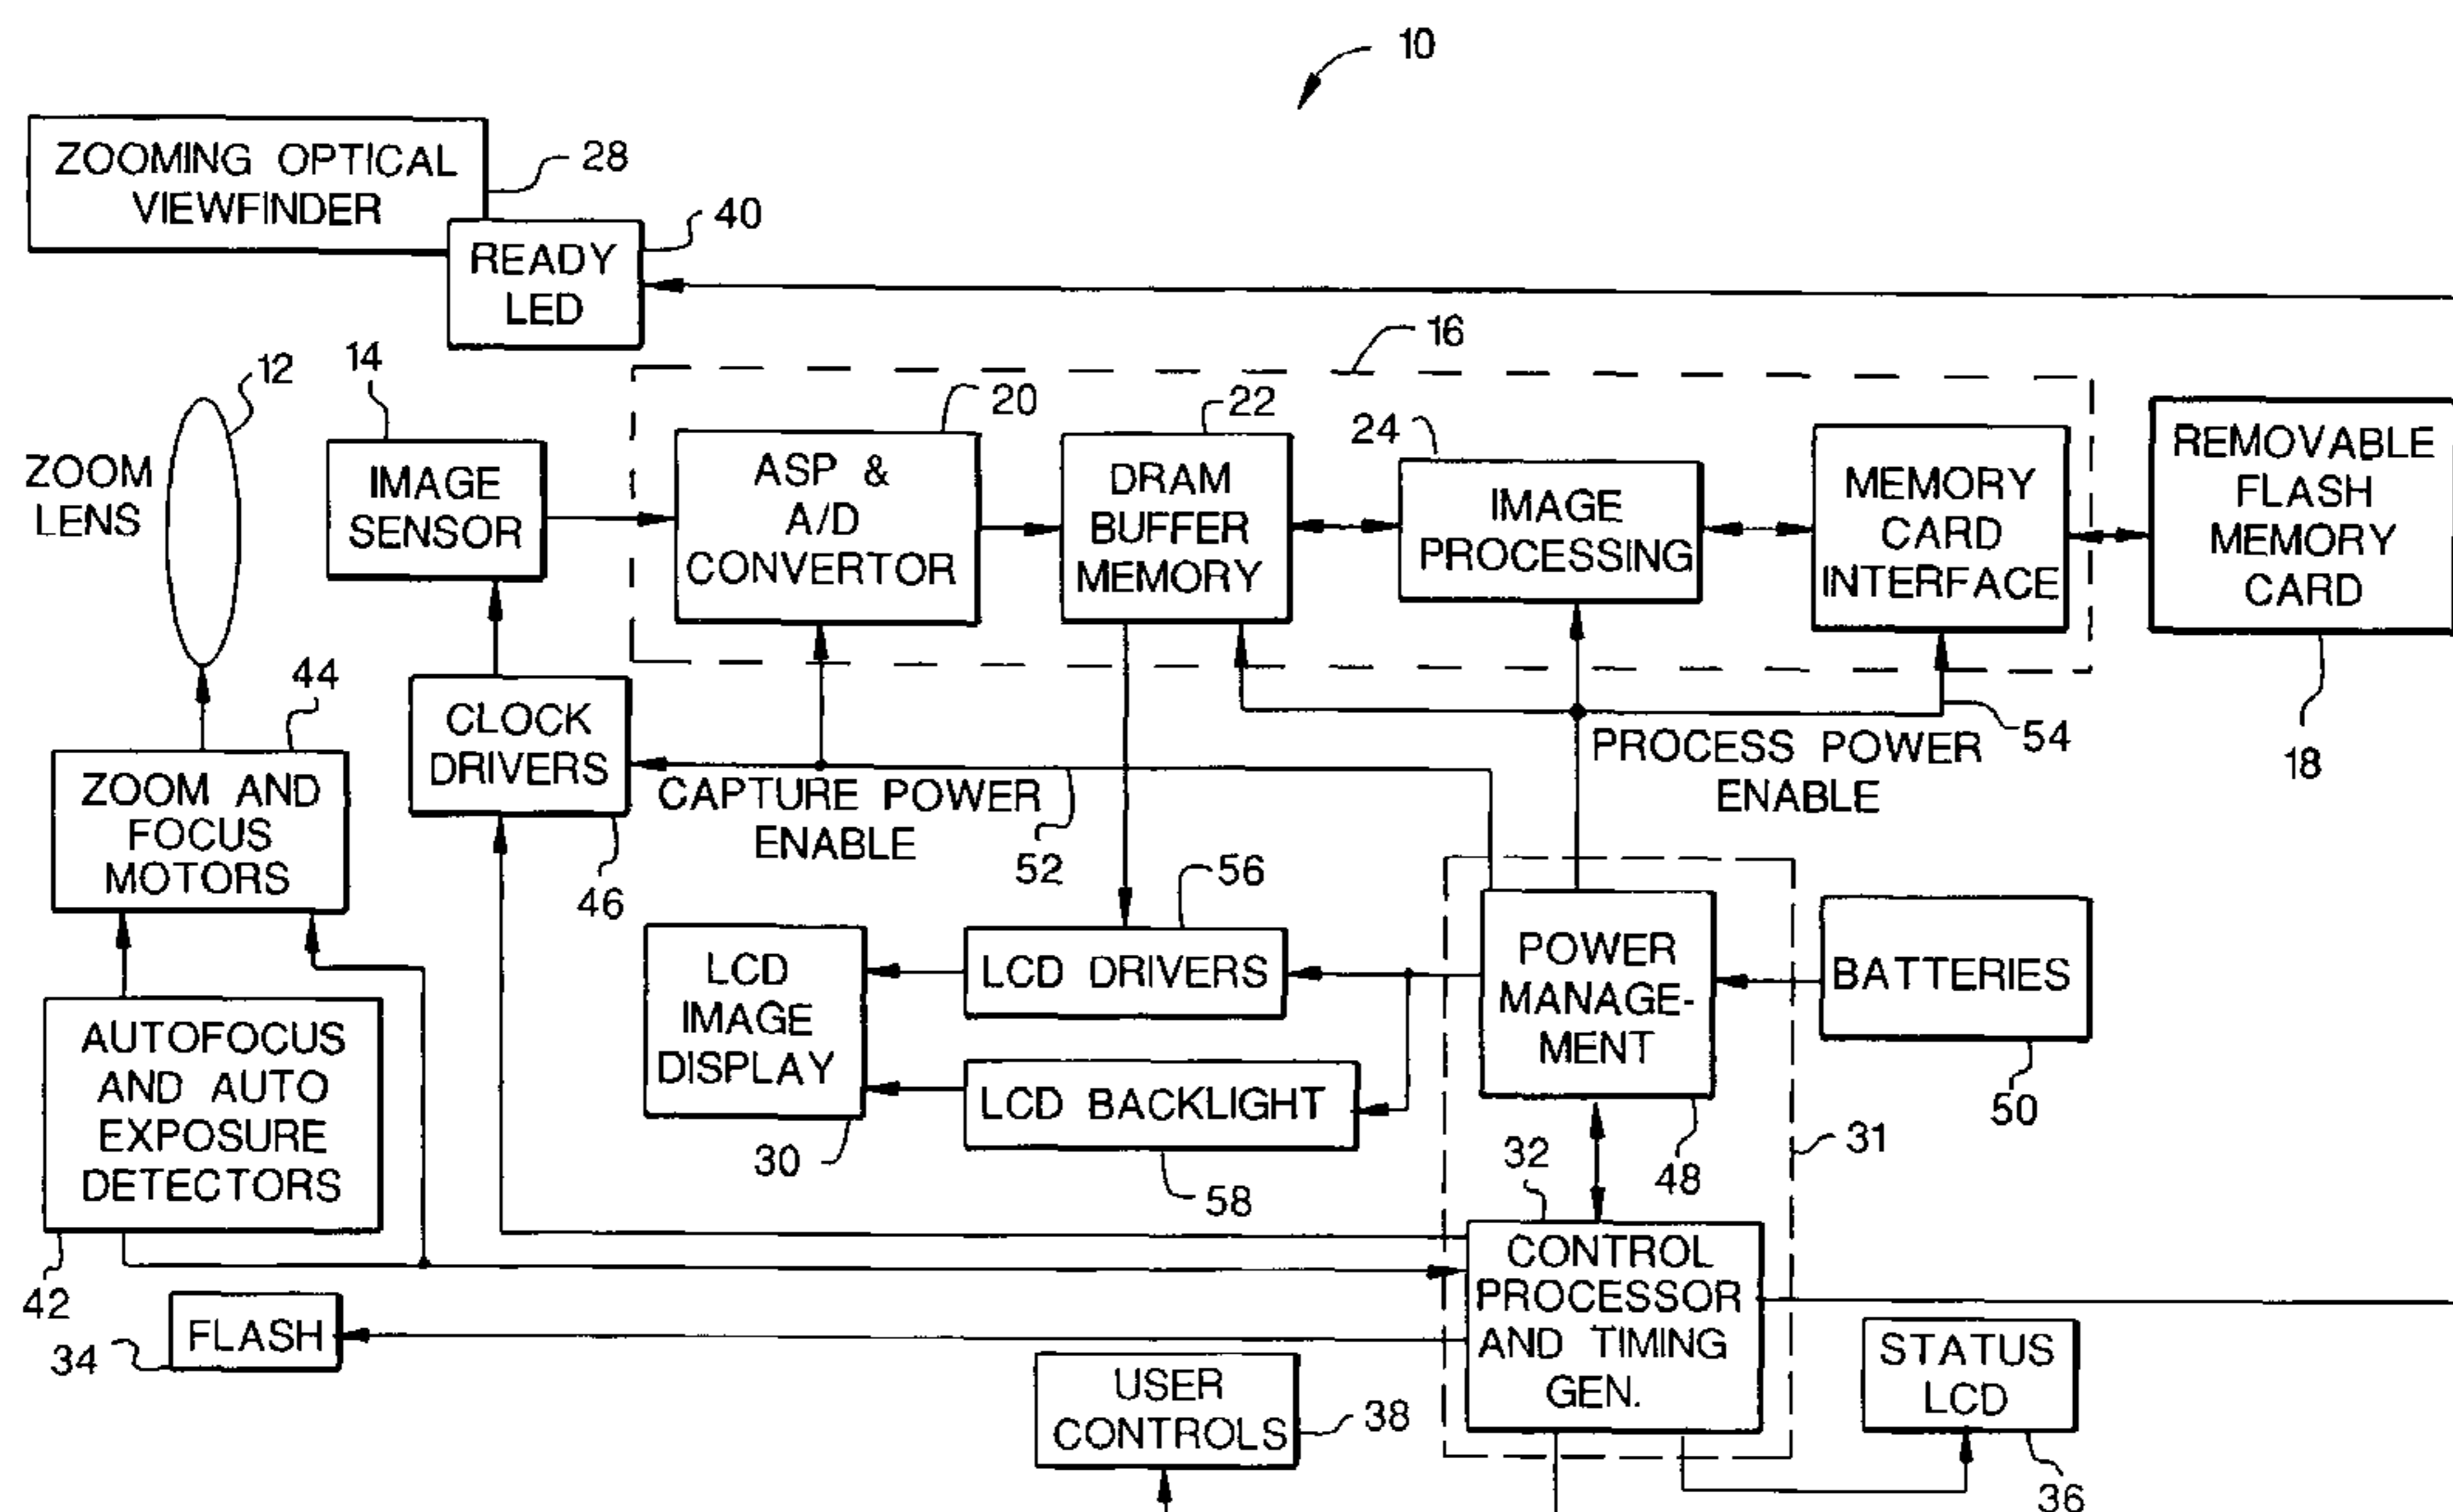 10
ZOOMING OPTICAL
VIEWFINDER
28
READY
LED
40
16
12
ZOOM
LENS
14
IMAGE
SENSOR
20
ASP &
A/D
CONVERTOR
22
DRAM
BUFFER
MEMORY
24
IMAGE
PROCESSING
MEMORY
CARD
INTERFACE
REMOVABLE
FLASH
MEMORY
CARD
18
44
ZOOM AND
FOCUS
MOTORS
CLOCK
DRIVERS
46
CAPTURE POWER
ENABLE
52
PROCESS POWER
ENABLE
54
56
LCD
IMAGE
DISPLAY
30
LCD DRIVERS
LCD BACKLIGHT
58
POWER
MANAGE-
MENT
48
BATTERIES
50
31
AUTOFOCUS
AND AUTO
EXPOSURE
DETECTORS
42
32
CONTROL
PROCESSOR
AND TIMING
GEN.
FLASH
34
USER
CONTROLS
38
STATUS
LCD
36